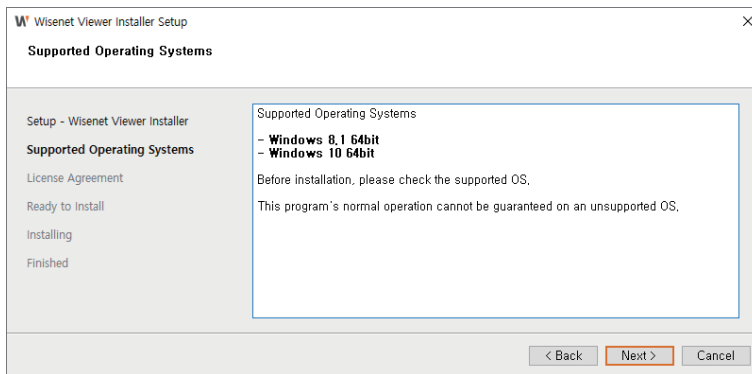 Wisenet Viewer Installer Setup
Supported Operating Systems
Setup - Wisenet Viewer Installer
Supported Operating Systems
License Agreement
Ready to Install
Installing
Finished
Supported Operating Systems
- Windows 8.1 64bit
- Windows 10 64bit
Before installation, please check the supported OS.
This program's normal operation cannot be guaranteed on an unsupported OS.
< Back
Next >
Cancel